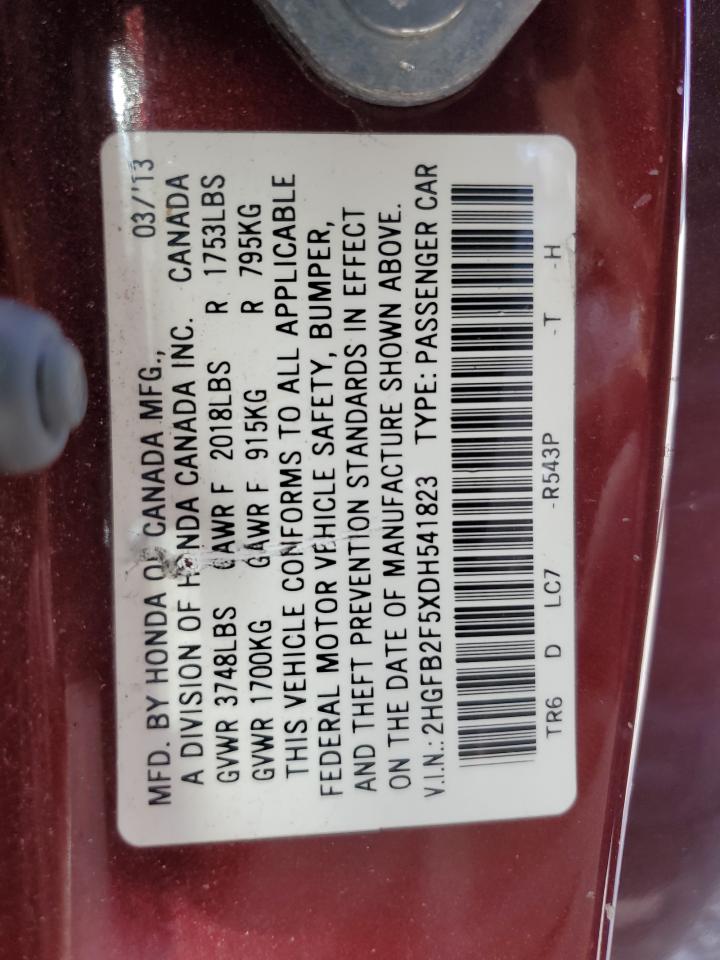 MFD. BY HONDA OF CANADA MFG., 03/'13
A DIVISION OF HONDA CANADA INC. CANADA
GVWR 3748LBS GAWR F 2018LBS R 1753LBS
GVWR 1700KG GAWR F 915KG R 795KG
THIS VEHICLE CONFORMS TO ALL APPLICABLE
FEDERAL MOTOR VEHICLE SAFETY, BUMPER,
AND THEFT PREVENTION STANDARDS IN EFFECT
ON THE DATE OF MANUFACTURE SHOWN ABOVE.
V.I.N.: 2HGFB2F5XDH541823 TYPE: PASSENGER CAR
TR6 D LC7 -R543P -T -H